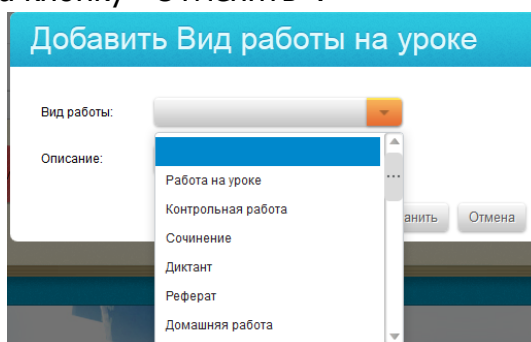 Добавить Вид работы на уроке
Вид работы:
Описание:
Работа на уроке
Контрольная работа
Сочинение
Диктант
Реферат
Домашняя работа
Отмена